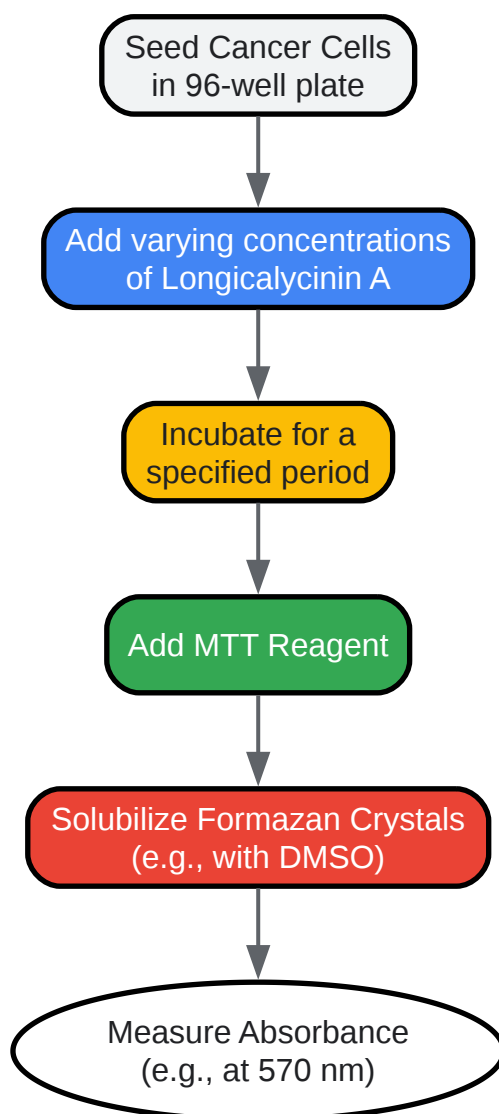 Seed Cancer Cells
in 96-well plate
Add varying concentrations
of Longicalycinin A
Incubate for a
specified period
Add MTT Reagent
Solubilize Formazan Crystals
(e.g., with DMSO)
Measure Absorbance
(e.g., at 570 nm)